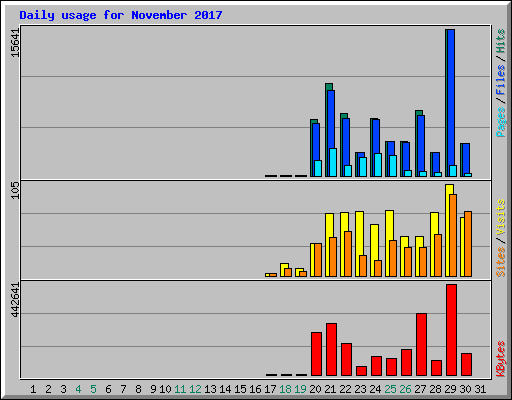 Daily usage for November 2017
15641
Pages/Files/Hits
105
Sites/Visits
442641
KBytes
1 2 3 4 5 6 7 8 9 10 11 12 13 14 15 16 17 18 19 20 21 22 23 24 25 26 27 28 29 30 31